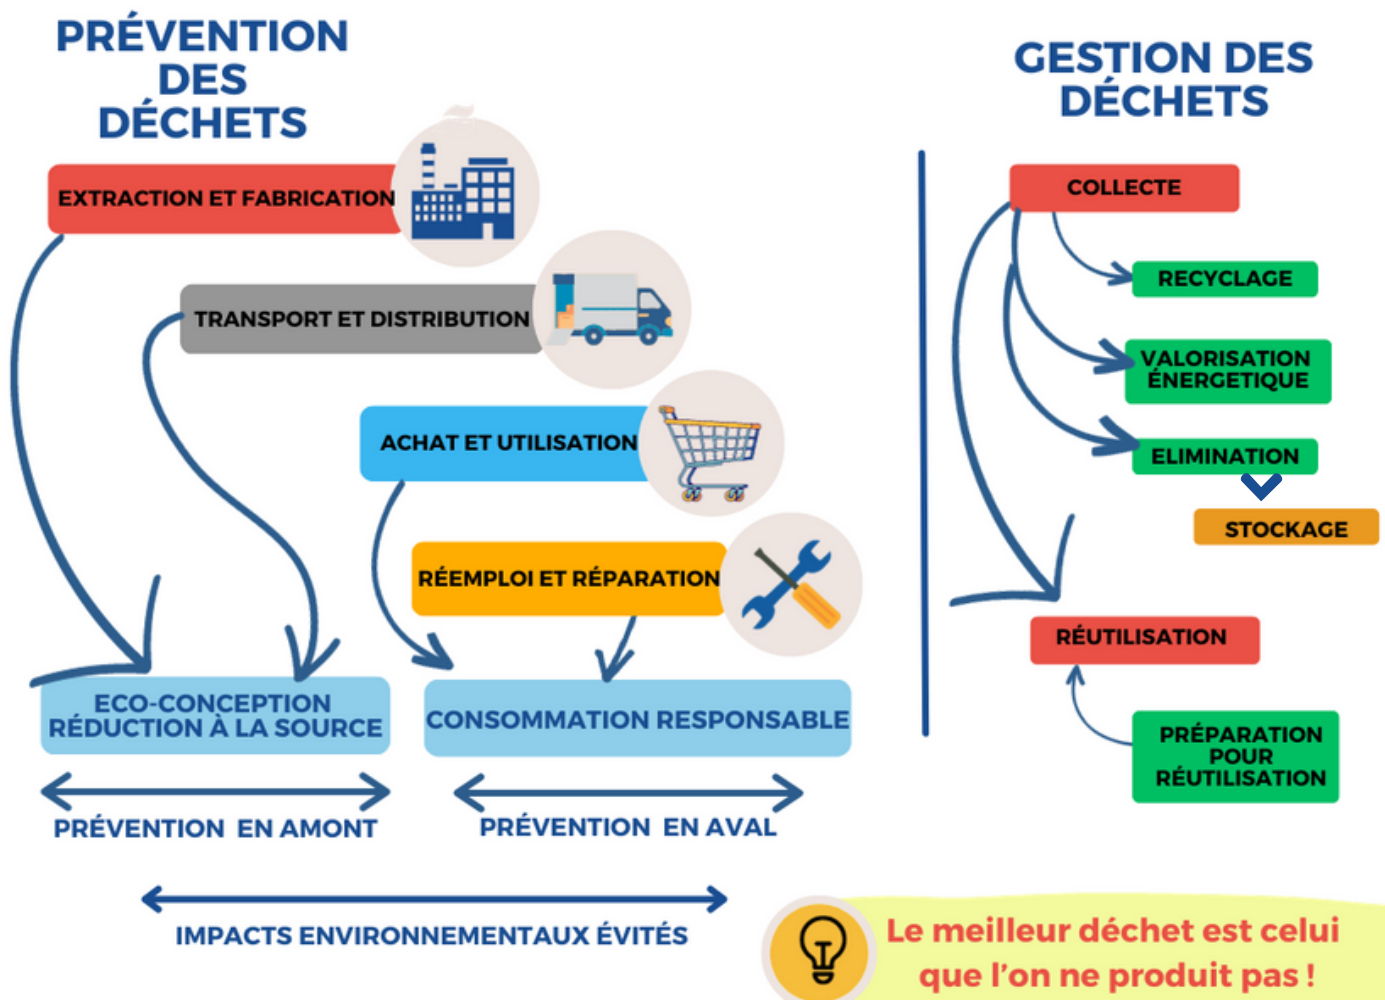 PRÉVENTION
DES
DÉCHETS
EXTRACTION ET FABRICATION
TRANSPORT ET DISTRIBUTION
ACHAT ET UTILISATION
RÉEMPLOI ET RÉPARATION
ECO-CONCEPTION
RÉDUCTION À LA SOURCE
CONSOMMATION RESPONSABLE
PRÉVENTION EN AMONT
PRÉVENTION EN AVAL
IMPACTS ENVIRONNEMENTAUX ÉVITÉS
GESTION DES
DÉCHETS
COLLECTE
RECYCLAGE
VALORISATION
ÉNERGETIQUE
ELIMINATION
STOCKAGE
RÉUTILISATION
PRÉPARATION
POUR
RÉUTILISATION
Le meilleur déchet est celui
que l'on ne produit pas !